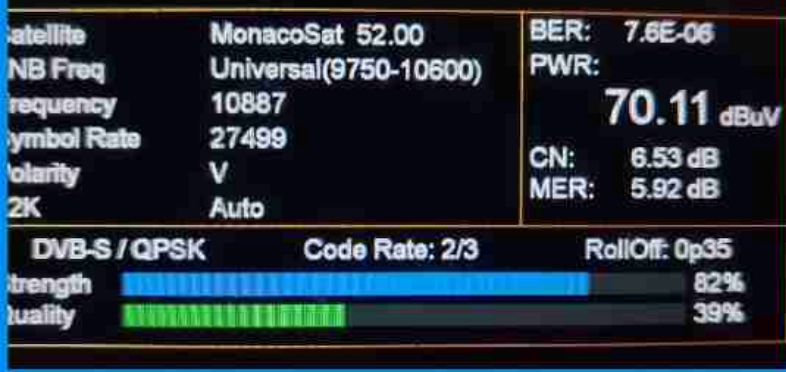 atellite MonacoSat 52.00
NB Freq Universal(9750-10600)
requency 10887
ymbol Rate 27499
olarity V
2K Auto
BER: 7.6E-06
PWR:
70.11 dBuV
CN: 6.53 dB
MER: 5.92 dB
DVB-S / QPSK Code Rate: 2/3 RollOff: 0p35
trength 82%
uality 39%